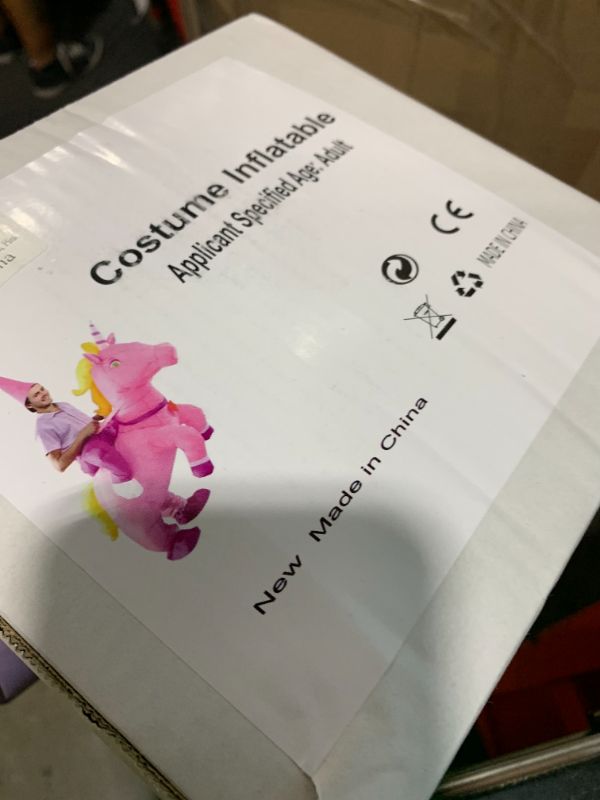 Costume Inflatable
Applicant Specified Age: Adult
CE
MADE IN CHINA
New Made in China